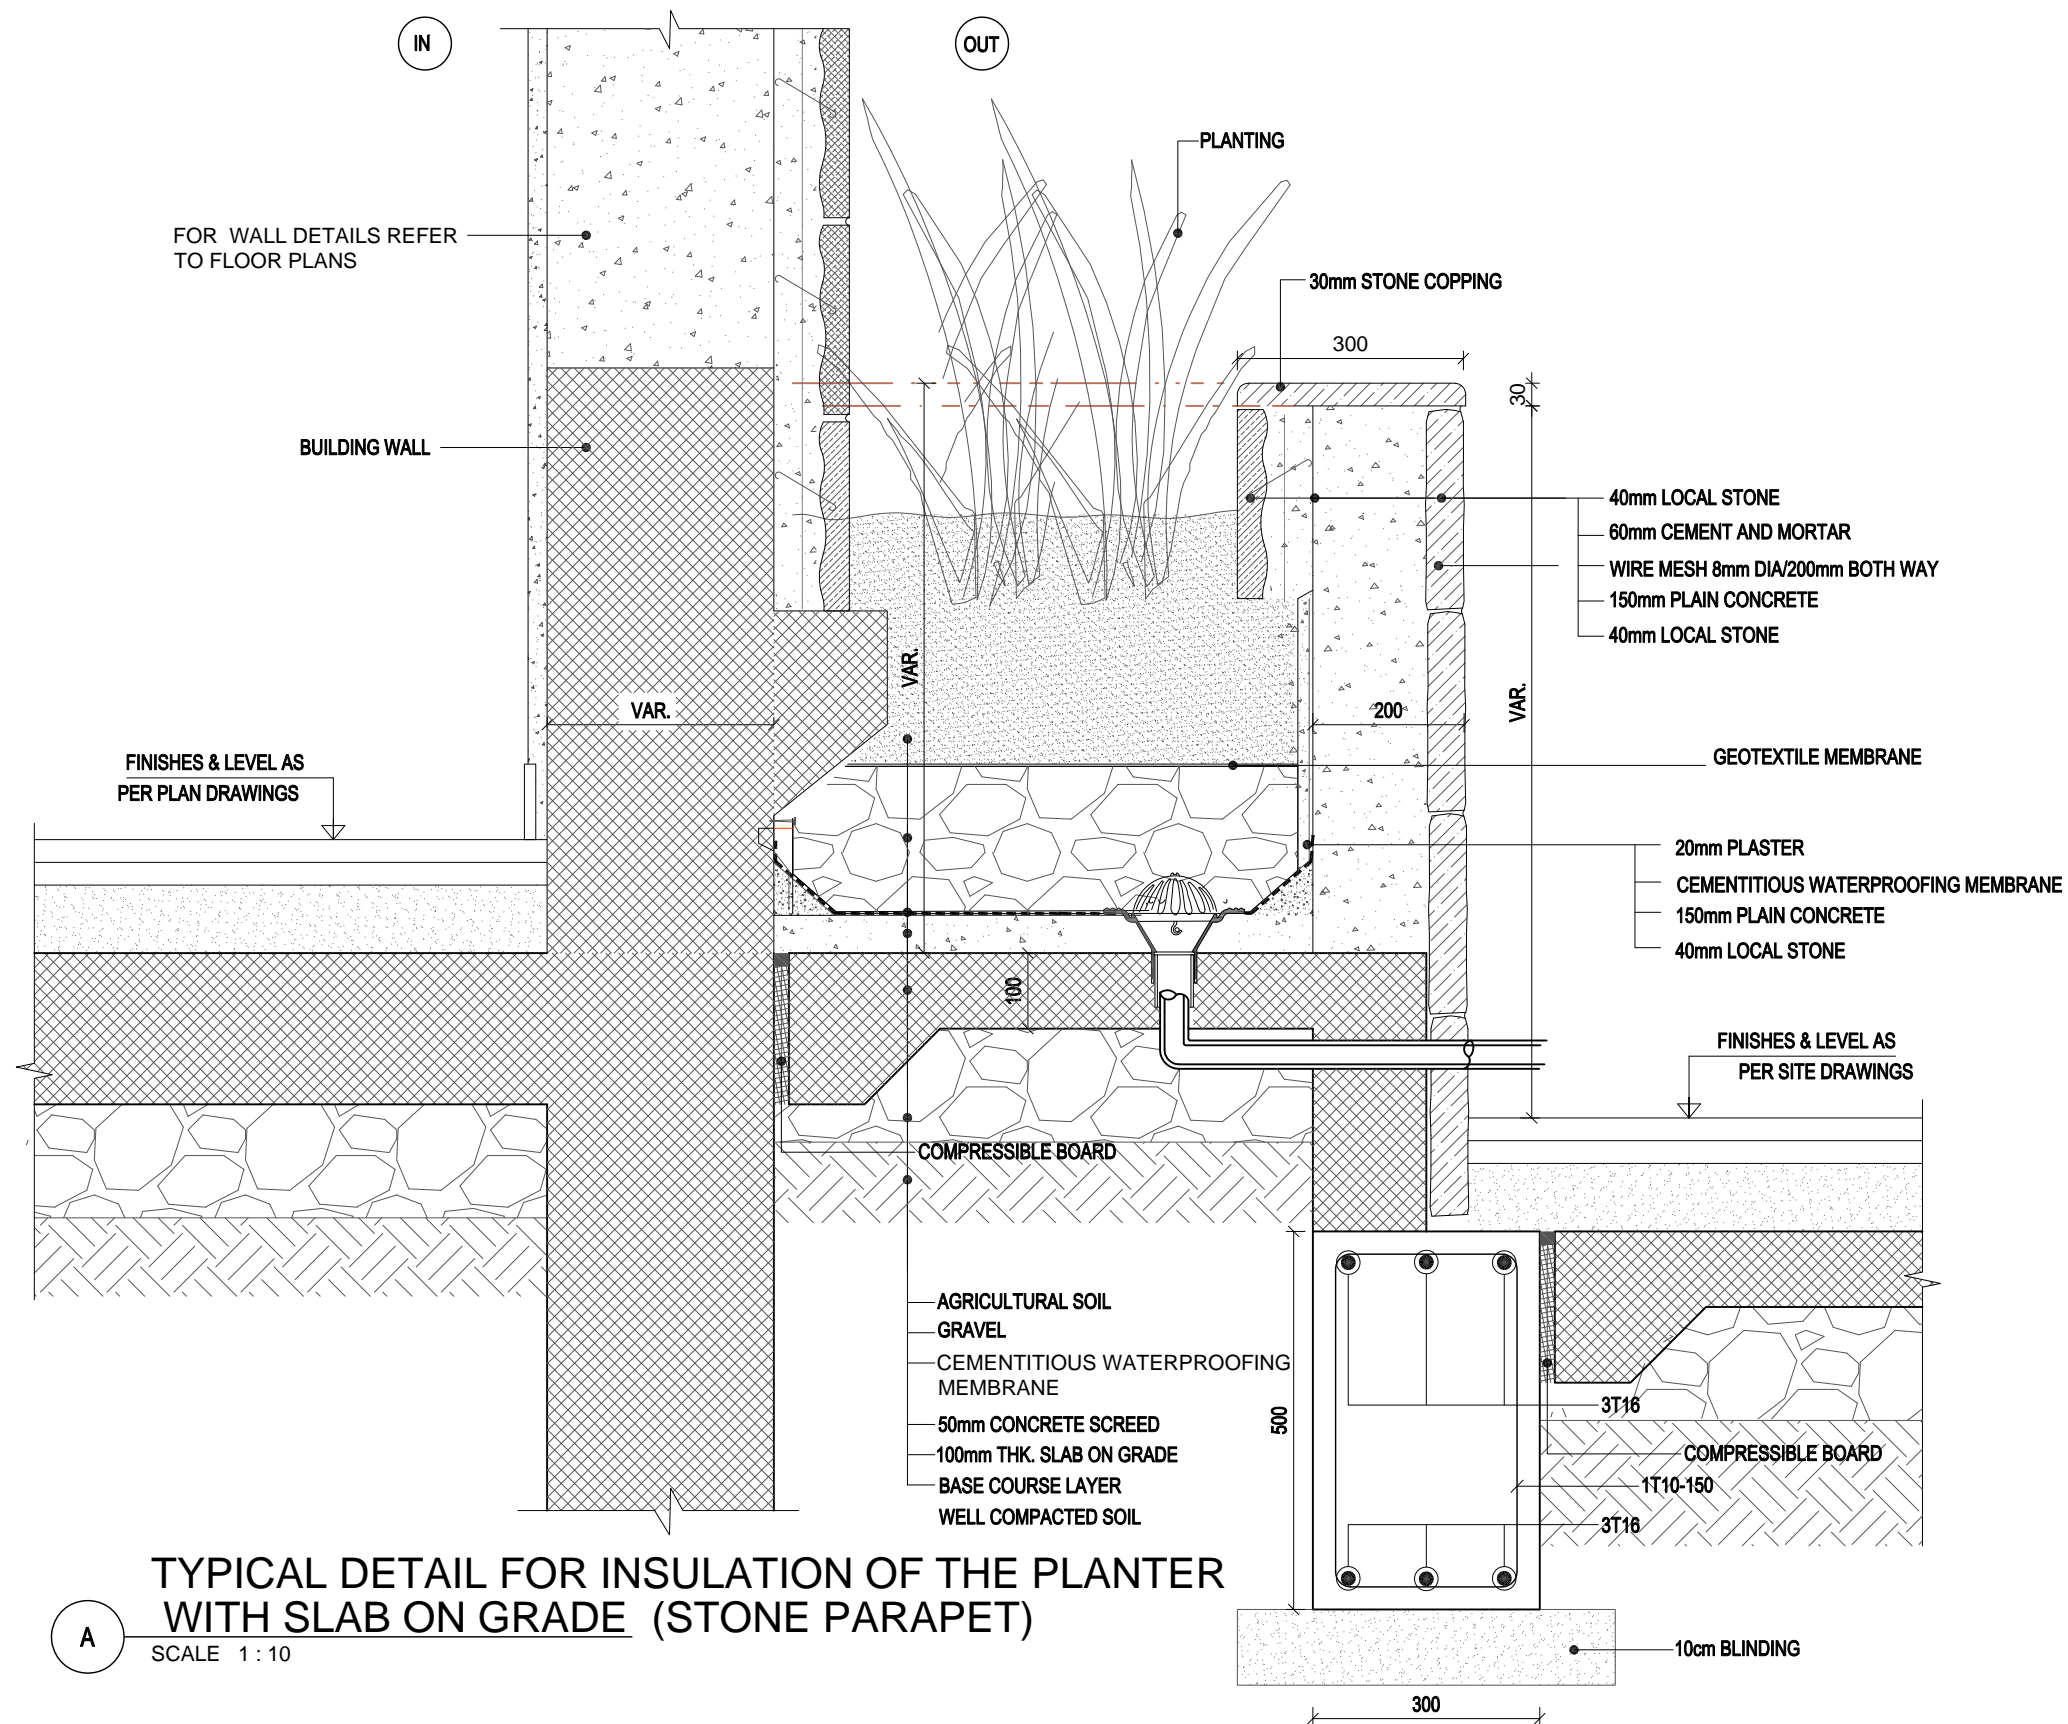 IN
OUT
PLANTING
FOR WALL DETAILS REFER
TO FLOOR PLANS
30mm STONE COPPING
300
30
BUILDING WALL
40mm LOCAL STONE
60mm CEMENT AND MORTAR
WIRE MESH 8mm DIA/200mm BOTH WAY
150mm PLAIN CONCRETE
40mm LOCAL STONE
VAR.
VAR.
VAR.
200
GEOTEXTILE MEMBRANE
FINISHES & LEVEL AS
PER PLAN DRAWINGS
20mm PLASTER
CEMENTITIOUS WATERPROOFING MEMBRANE
150mm PLAIN CONCRETE
40mm LOCAL STONE
100
FINISHES & LEVEL AS
PER SITE DRAWINGS
COMPRESSIBLE BOARD
AGRICULTURAL SOIL
GRAVEL
CEMENTITIOUS WATERPROOFING
MEMBRANE
50mm CONCRETE SCREED
100mm THK. SLAB ON GRADE
BASE COURSE LAYER
WELL COMPACTED SOIL
500
3T16
COMPRESSIBLE BOARD
1T10-150
3T16
10cm BLINDING
300
A
TYPICAL DETAIL FOR INSULATION OF THE PLANTER
WITH SLAB ON GRADE (STONE PARAPET)
SCALE 1 : 10